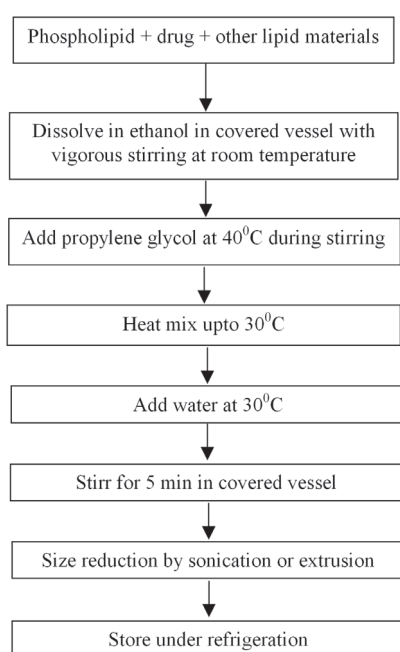 Phospholipid + drug + other lipid materials
Dissolve in ethanol in covered vessel with
vigorous stirring at room temperature
Add propylene glycol at 40⁰C during stirring
Heat mix upto 30⁰C
Add water at 30⁰C
Stirr for 5 min in covered vessel
Size reduction by sonication or extrusion
Store under refrigeration